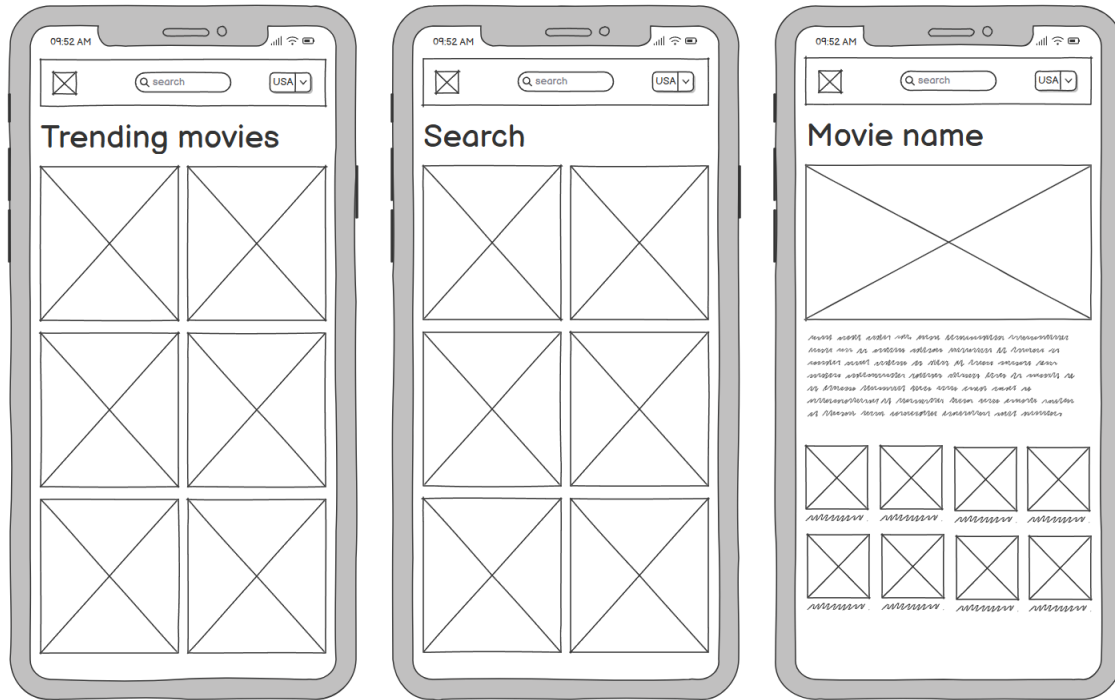 09:52 AM
search
USA
Trending movies
09:52 AM
search
USA
Search
09:52 AM
search
USA
Movie name